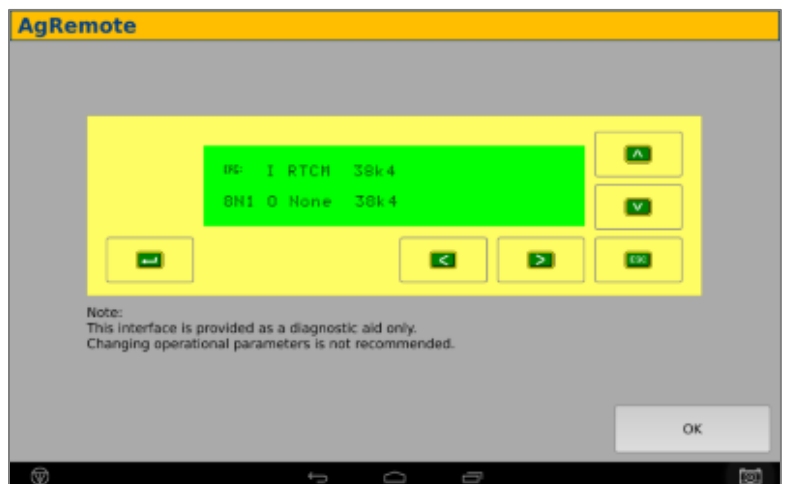 AgRemote
I RTCM 38k4
8N1 O None 38k4
ESC
Note:
This interface is provided as a diagnostic aid only.
Changing operational parameters is not recommended.
OK